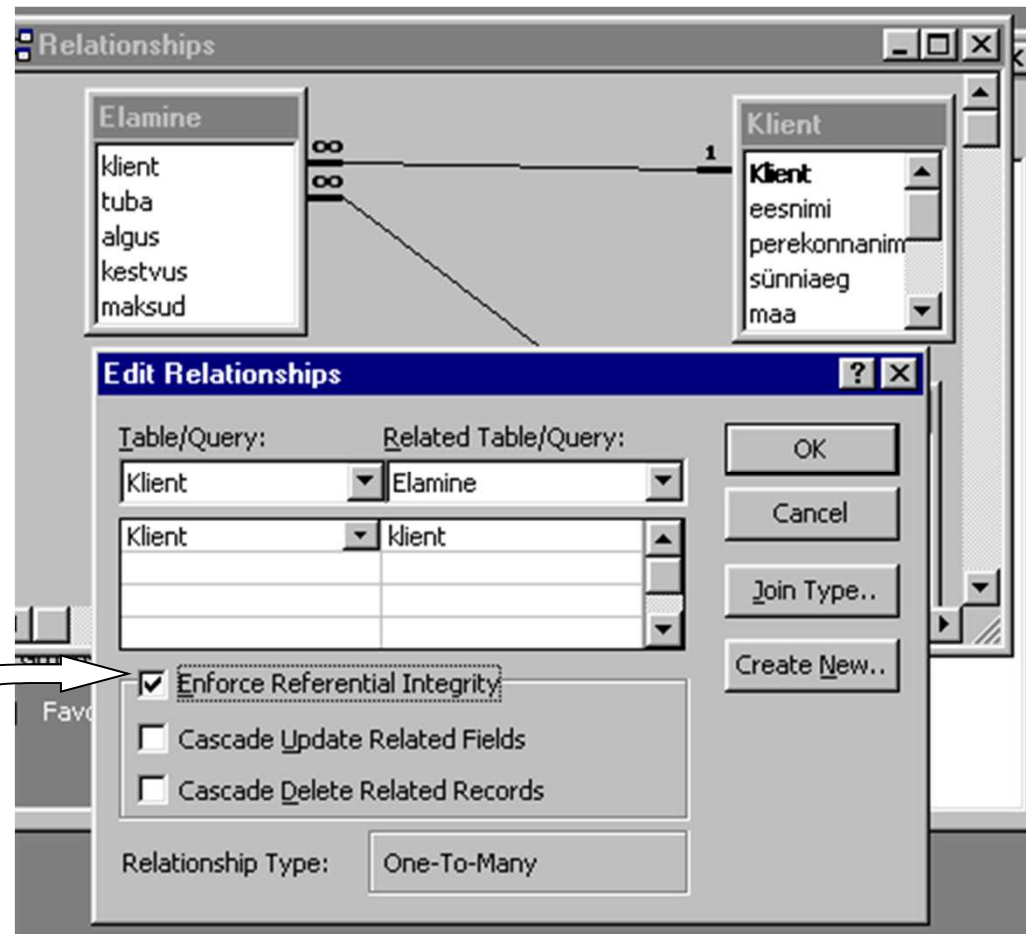 Relationships
Elamine
klient
tuba
algus
kestvus
maksud
∞
∞
1
Klient
Klient
eesnimi
perekonnanim
sünniaeg
maa
Edit Relationships
Table/Query: Related Table/Query:
Klient Elamine
Klient klient
OK
Cancel
Join Type..
Create New..
Enforce Referential Integrity
Cascade Update Related Fields
Cascade Delete Related Records
Relationship Type: One-To-Many
Favo